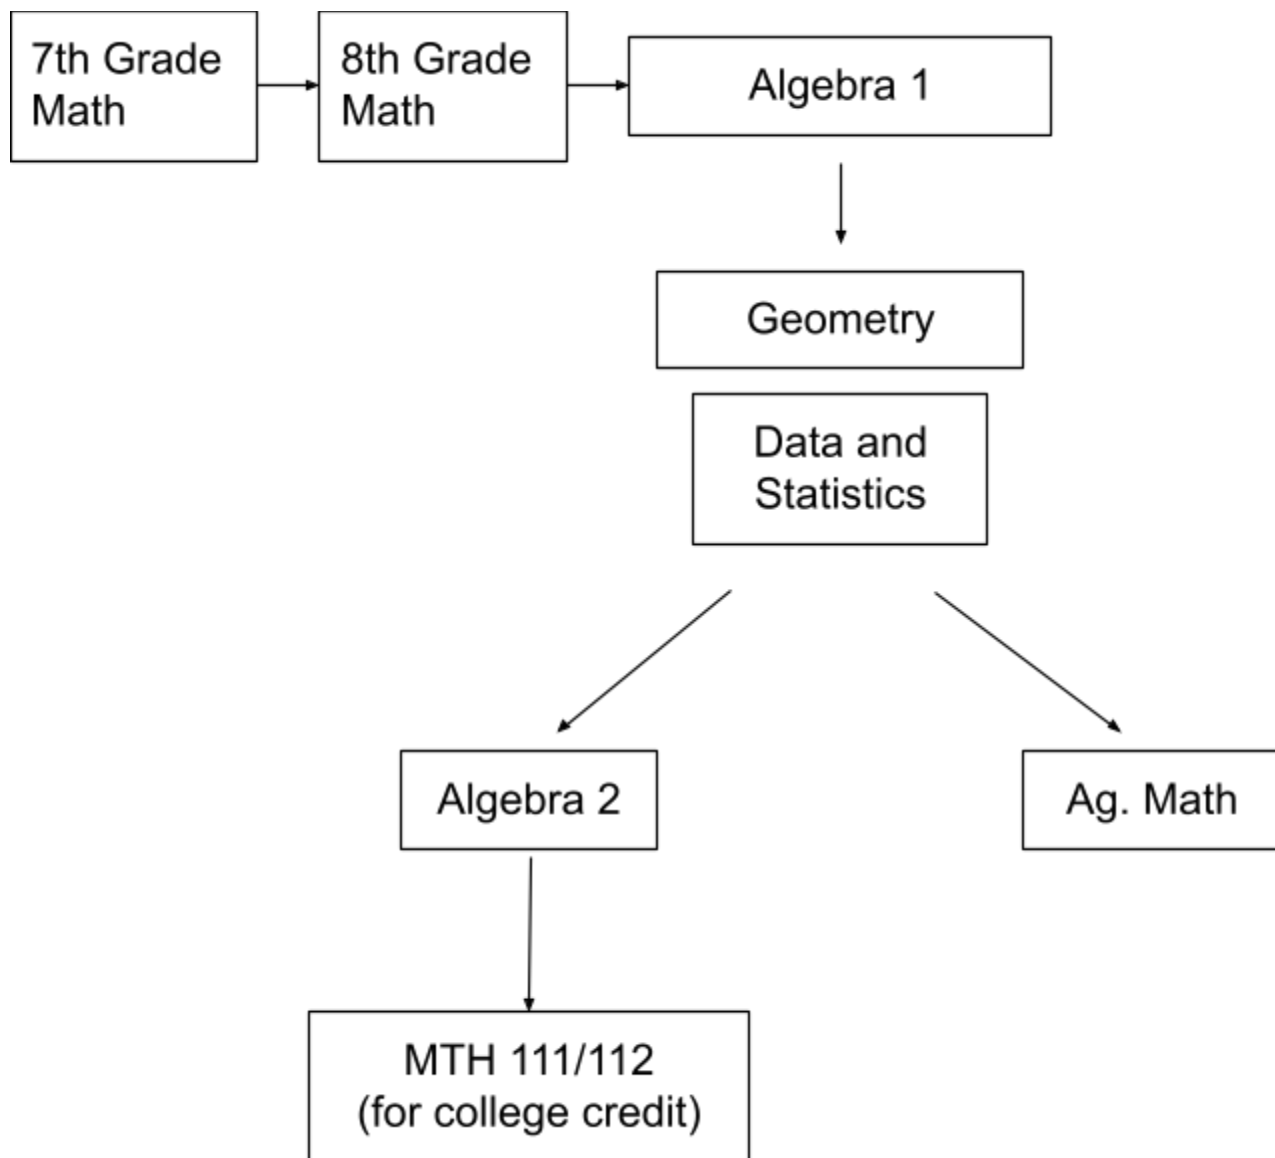 7th Grade
Math
8th Grade
Math
Algebra 1
Geometry
Data and
Statistics
Algebra 2
Ag. Math
MTH 111/112
(for college credit)